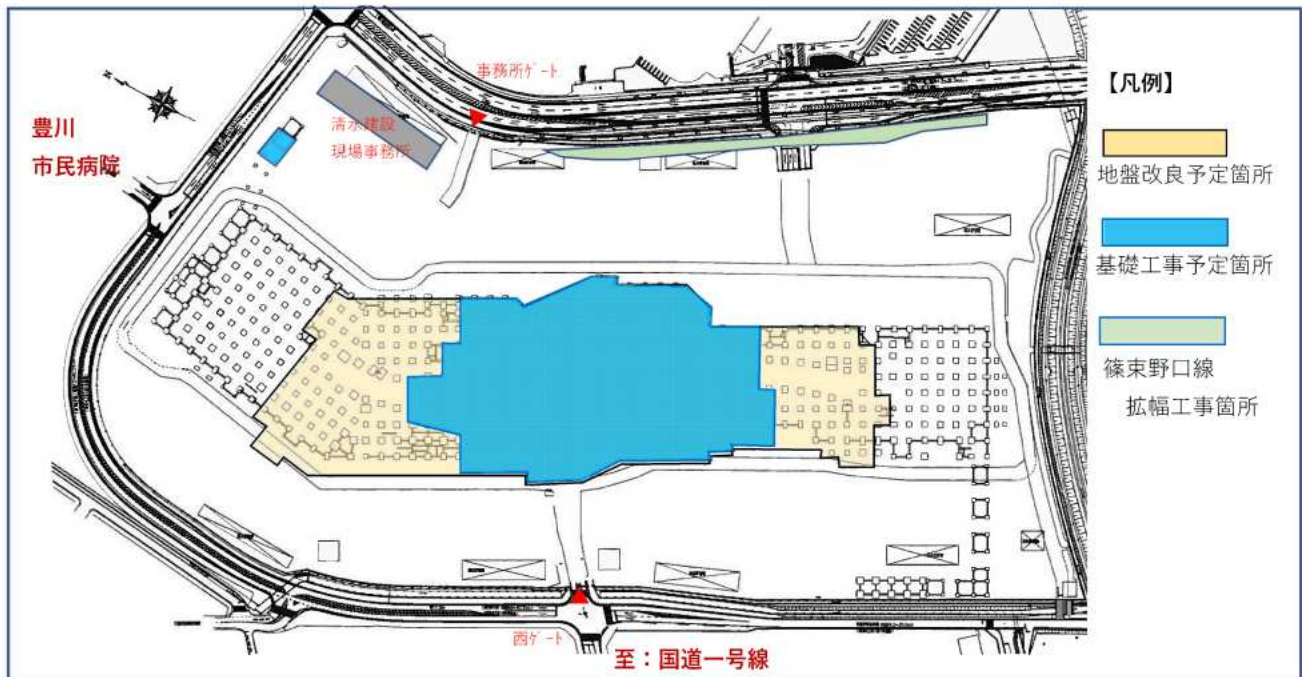 事務所ｹﾞｰﾄ
N
豊川
市民病院
清水建設
現場事務所
【凡例】
地盤改良予定箇所
基礎工事予定箇所
篠束野口線
拡幅工事箇所
西ｹﾞｰﾄ
至：国道一号線